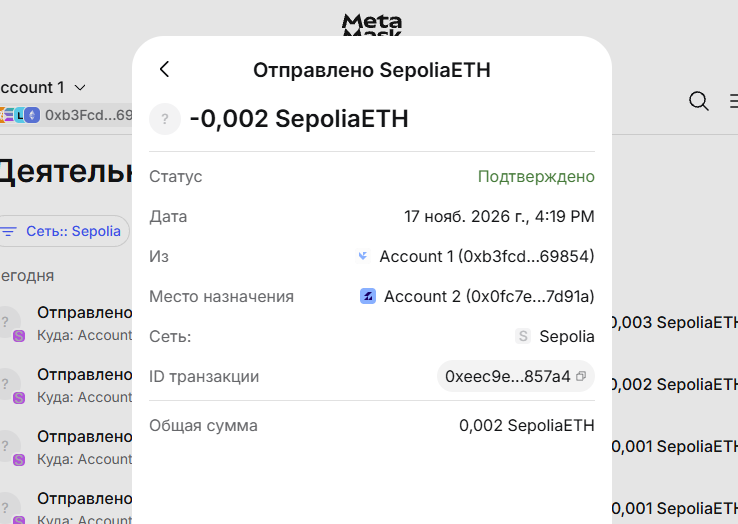 Meta
Mask
Отправлено SepoliaETH
ccount 1
0xb3Fcd...69
-0,002 SepoliaETH
Деятельн
Статус
Подтверждено
Дата
17 нояб. 2026 г., 4:19 PM
Сеть:: Sepolia
Из
Account 1 (0xb3fcd...69854)
егодня
Место назначения
Account 2 (0x0fc7e...7d91a)
Отправлено
Куда: Account
0,003 SepoliaETH
Сеть:
S Sepolia
ID транзакции
0xeec9e...857a4
Отправлено
Куда: Account
0,002 SepoliaETH
Общая сумма
0,002 SepoliaETH
Отправлено
Куда: Account
0,001 SepoliaETH
Отправлено
Куда: Account
0,001 SepoliaETH